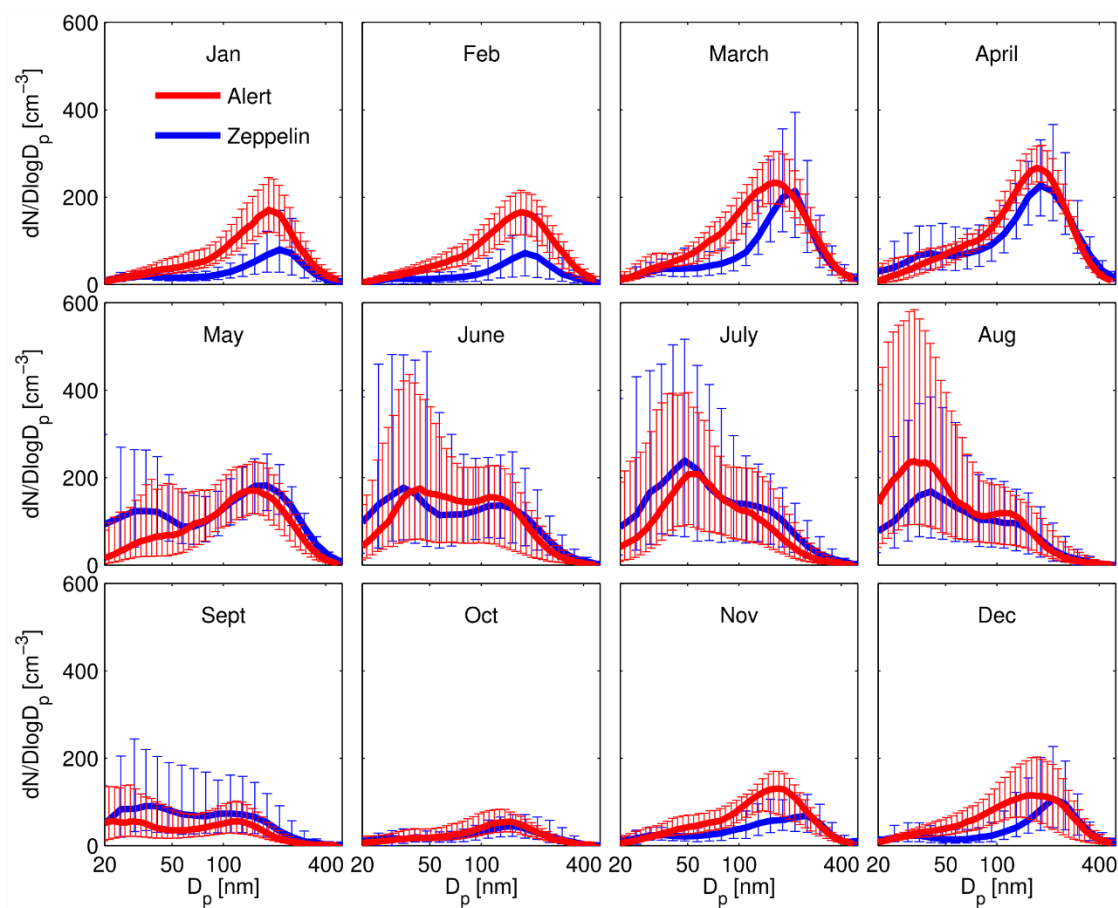 600
400
200
0
dN/DlogD_p [cm⁻³]
Jan
Alert
Zeppelin
Feb
March
April
600
400
200
0
dN/DlogD_p [cm⁻³]
May
June
July
Aug
600
400
200
0
dN/DlogD_p [cm⁻³]
Sept
Oct
Nov
Dec
20 50 100 400
20 50 100 400
20 50 100 400
20 50 100 400
D_p [nm]
D_p [nm]
D_p [nm]
D_p [nm]